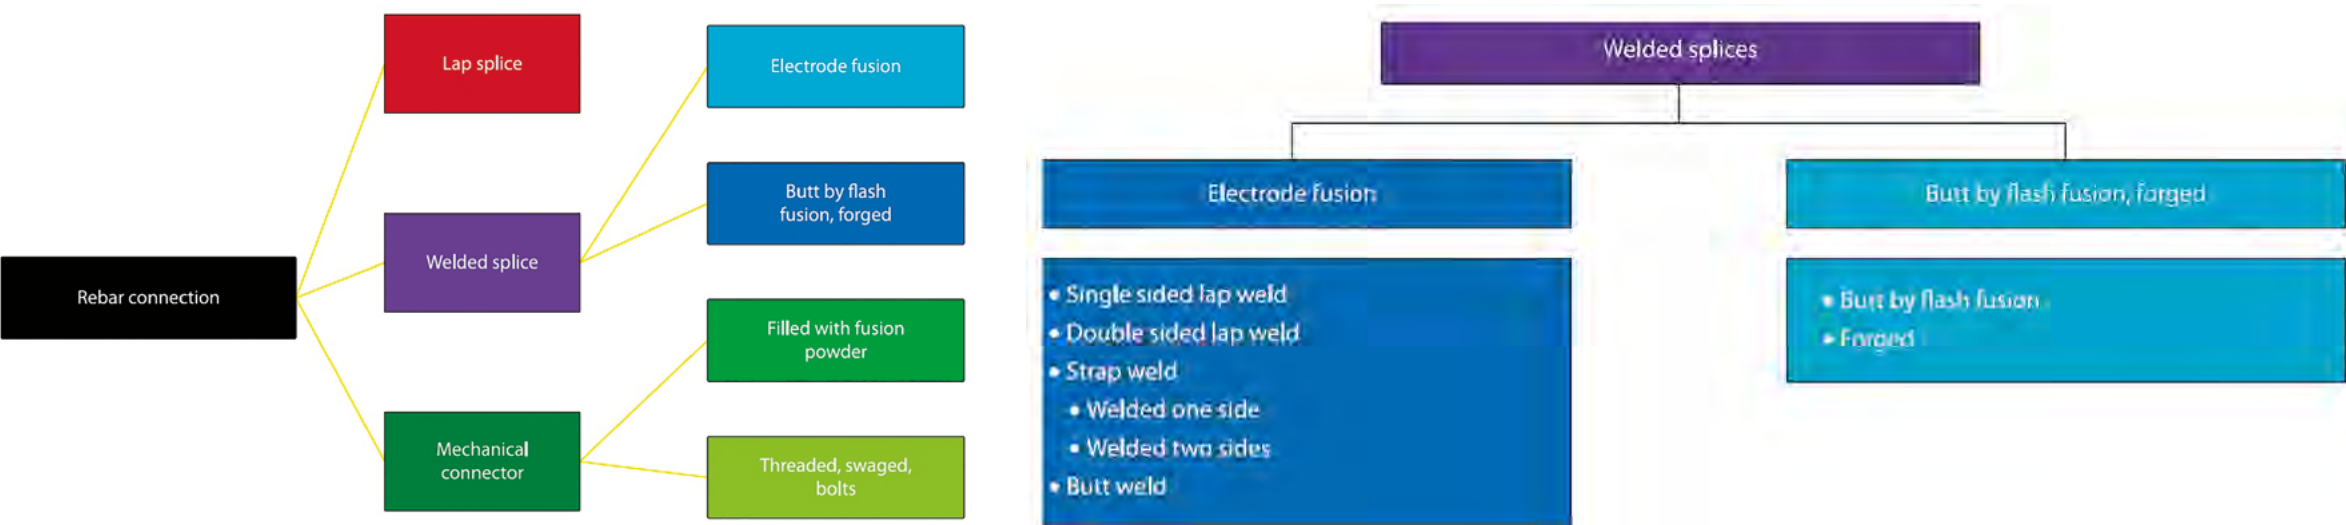 Lap splice
Electrode fusion
Butt by flash
fusion, forged
Welded splice
Rebar connection
Filled with fusion
powder
Mechanical
connector
Threaded, swaged,
bolts
Welded splices
Electrode fusion
Butt by flash fusion, forged
• Single sided lap weld
• Double sided lap weld
• Strap weld
• Welded one side
• Welded two sides
• Butt weld
• Butt by flash fusion
• Forged